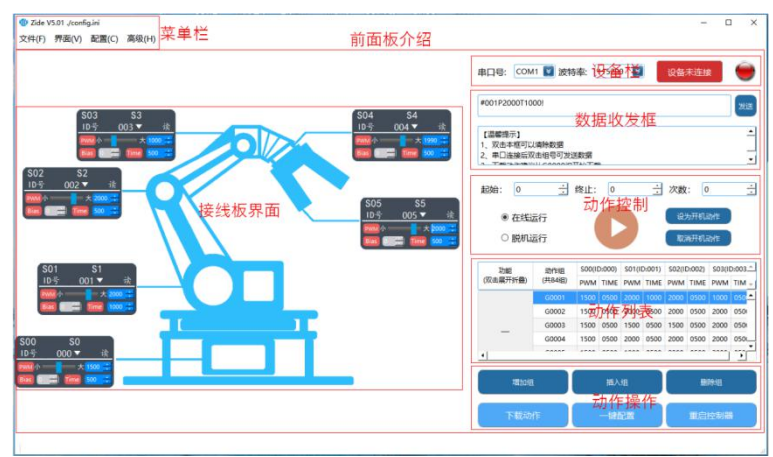 Zide V5.01 ./config.ini
文件(F) 界面(V) 配置(C) 高级(H)
菜单栏
前面板介绍
串口号: COM1 波特率: 设备未连接
设备栏
#001P2000T1000! 发送
数据收发框
【温馨提示】
1、双击本框可以清除数据
2、串口连接后双击组号可发送数据
起始: 0 终止: 0 次数: 0
动作控制
在线运行
脱机运行
设为开机动作
取消开机动作
S03 S3
ID号 003 ▼ 读
PWM 小 大 1000
Bias Time 500
S04 S4
ID号 004 ▼ 读
PWM 小 大 1990
Bias Time 500
S02 S2
ID号 002 ▼ 读
PWM 小 大 2000
Bias Time 500
S05 S5
ID号 005 ▼ 读
PWM 小 大 2000
Bias Time 500
接线板界面
S01 S1
ID号 001 ▼ 读
PWM 小 大 2000
Bias Time 1000
S00 S0
ID号 000 ▼ 读
PWM 小 大 1500
Bias Time 500
功能 动作组 S00(ID:000) S01(ID:001) S02(ID:002) S03(ID:003
(双击展开折叠) (共84组) PWM TIME PWM TIME PWM TIME PWM TIM
G0001 1500 0500 2000 1000 2000 0500 1000 050
G0002 1500 0500 2000 0500 2000 0500 2000 050
G0003 1500 0500 1500 0500 1500 0500 2000 050
G0004 1500 0500 2000 0500 2000 0500 2000 050
动作列表
增加组 插入组 删除组
动作操作
下载动作 一键配置 重启控制器